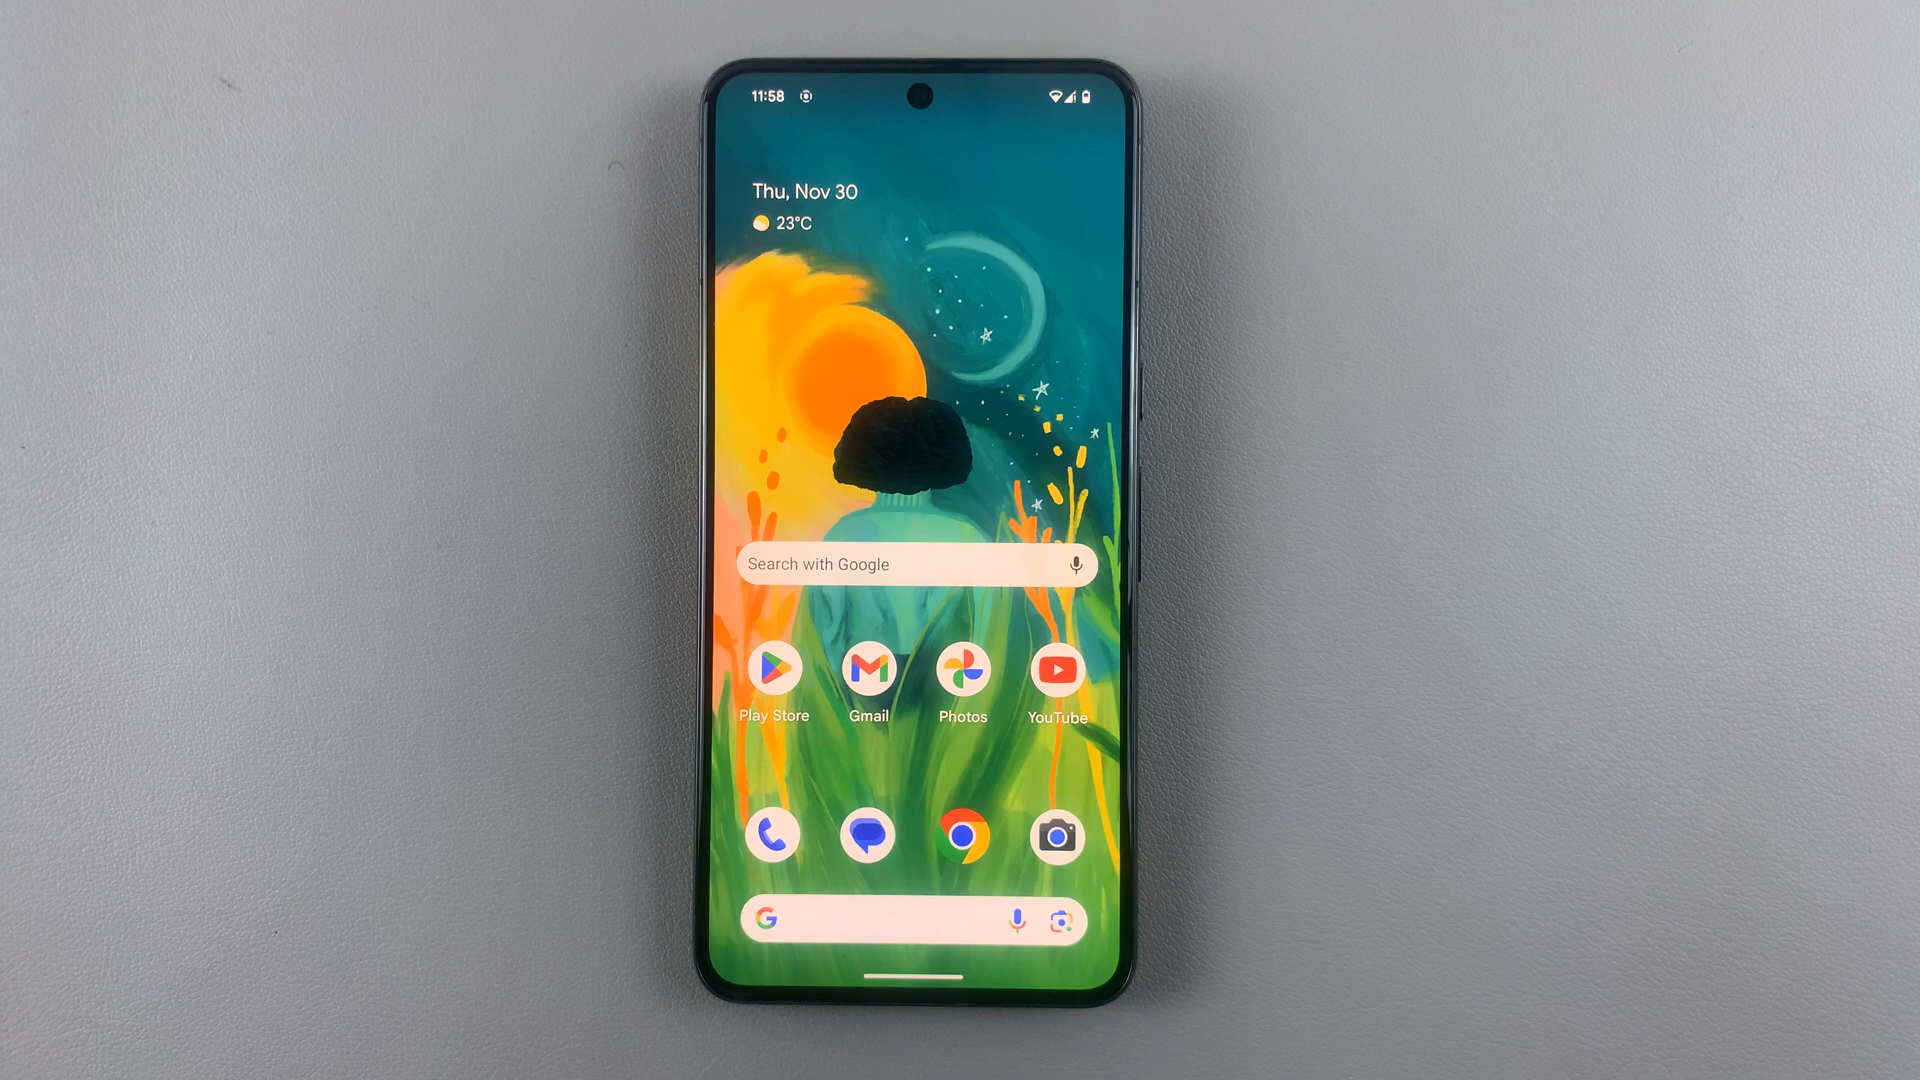 11:58
Thu, Nov 30
23°C
Search with Google
Play Store
Gmail
Photos
YouTube